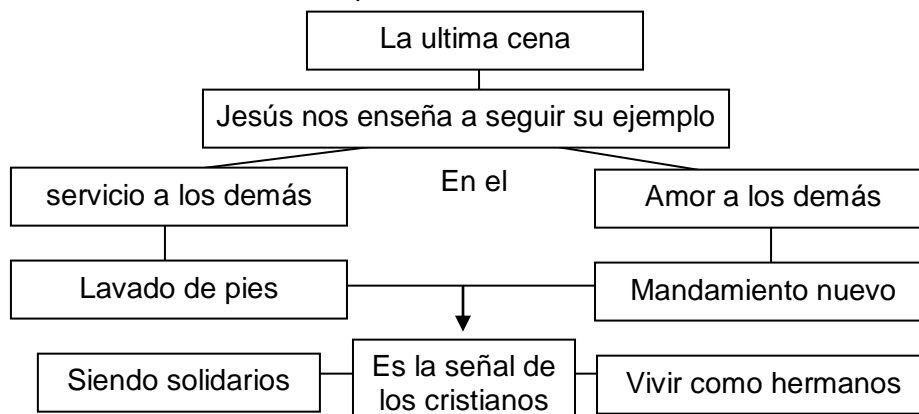 La ultima cena
Jesús nos enseña a seguir su ejemplo
servicio a los demás
En el
Amor a los demás
Lavado de pies
Mandamiento nuevo
Siendo solidarios
Es la señal de
los cristianos
Vivir como hermanos